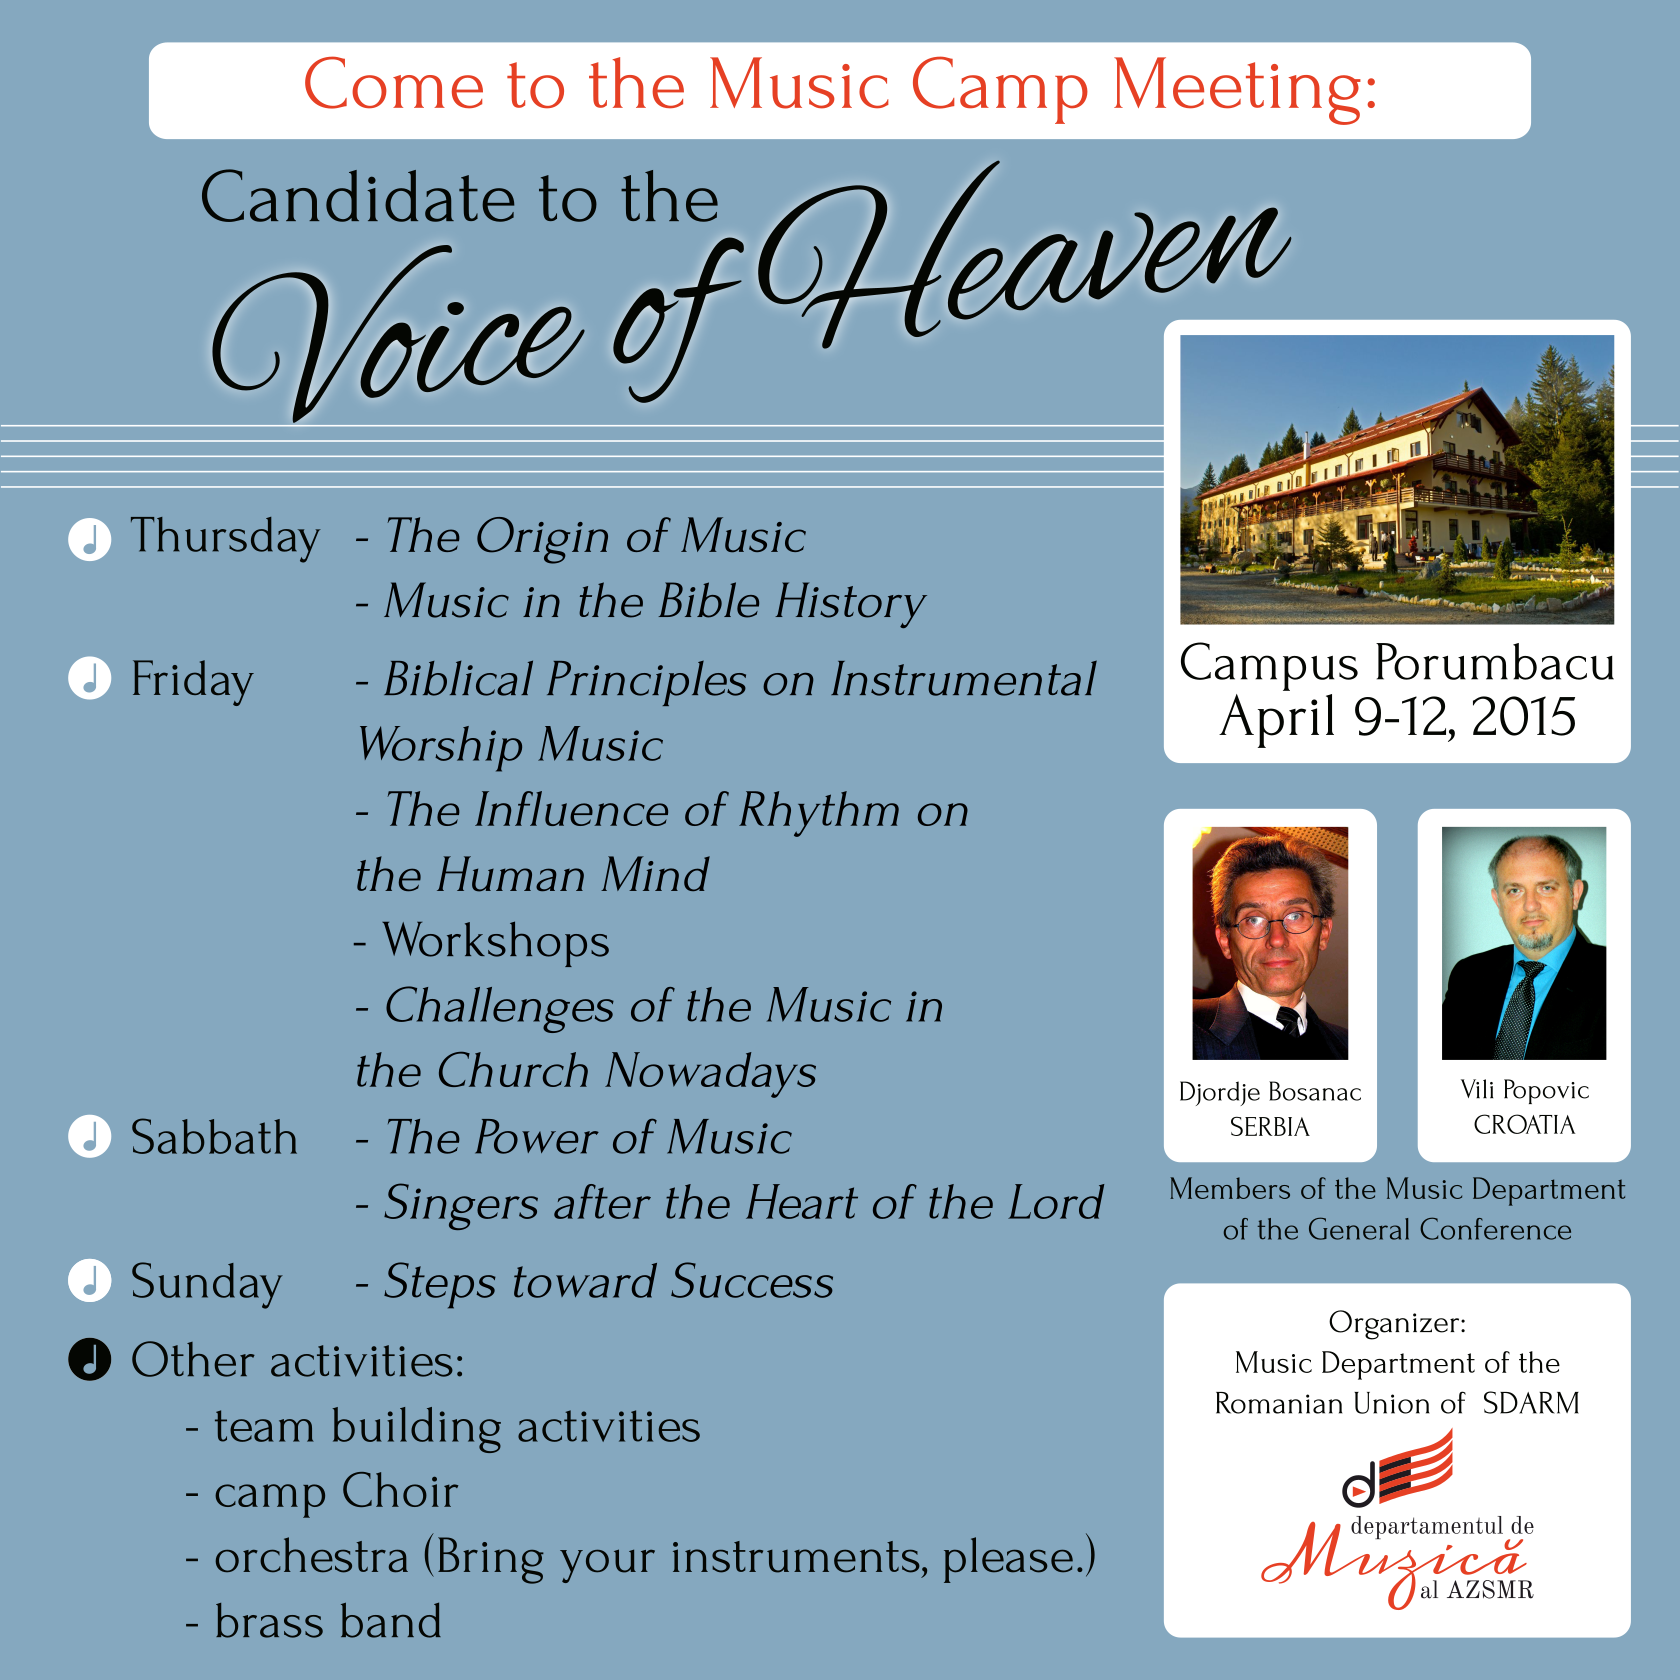 Come to the Music Camp Meeting:
Candidate to the
Voice of Heaven
Thursday - The Origin of Music
- Music in the Bible History
Friday - Biblical Principles on Instrumental
Worship Music
- The Influence of Rhythm on
the Human Mind
- Workshops
- Challenges of the Music in
the Church Nowadays
Sabbath - The Power of Music
- Singers after the Heart of the Lord
Sunday - Steps toward Success
Other activities:
- team building activities
- camp Choir
- orchestra (Bring your instruments, please.)
- brass band
Campus Porumbacu
April 9-12, 2015
Djordje Bosanac
SERBIA
Vili Popovic
CROATIA
Members of the Music Department
of the General Conference
Organizer:
Music Department of the
Romanian Union of SDARM
departamentul de
Muzică
al AZSMR